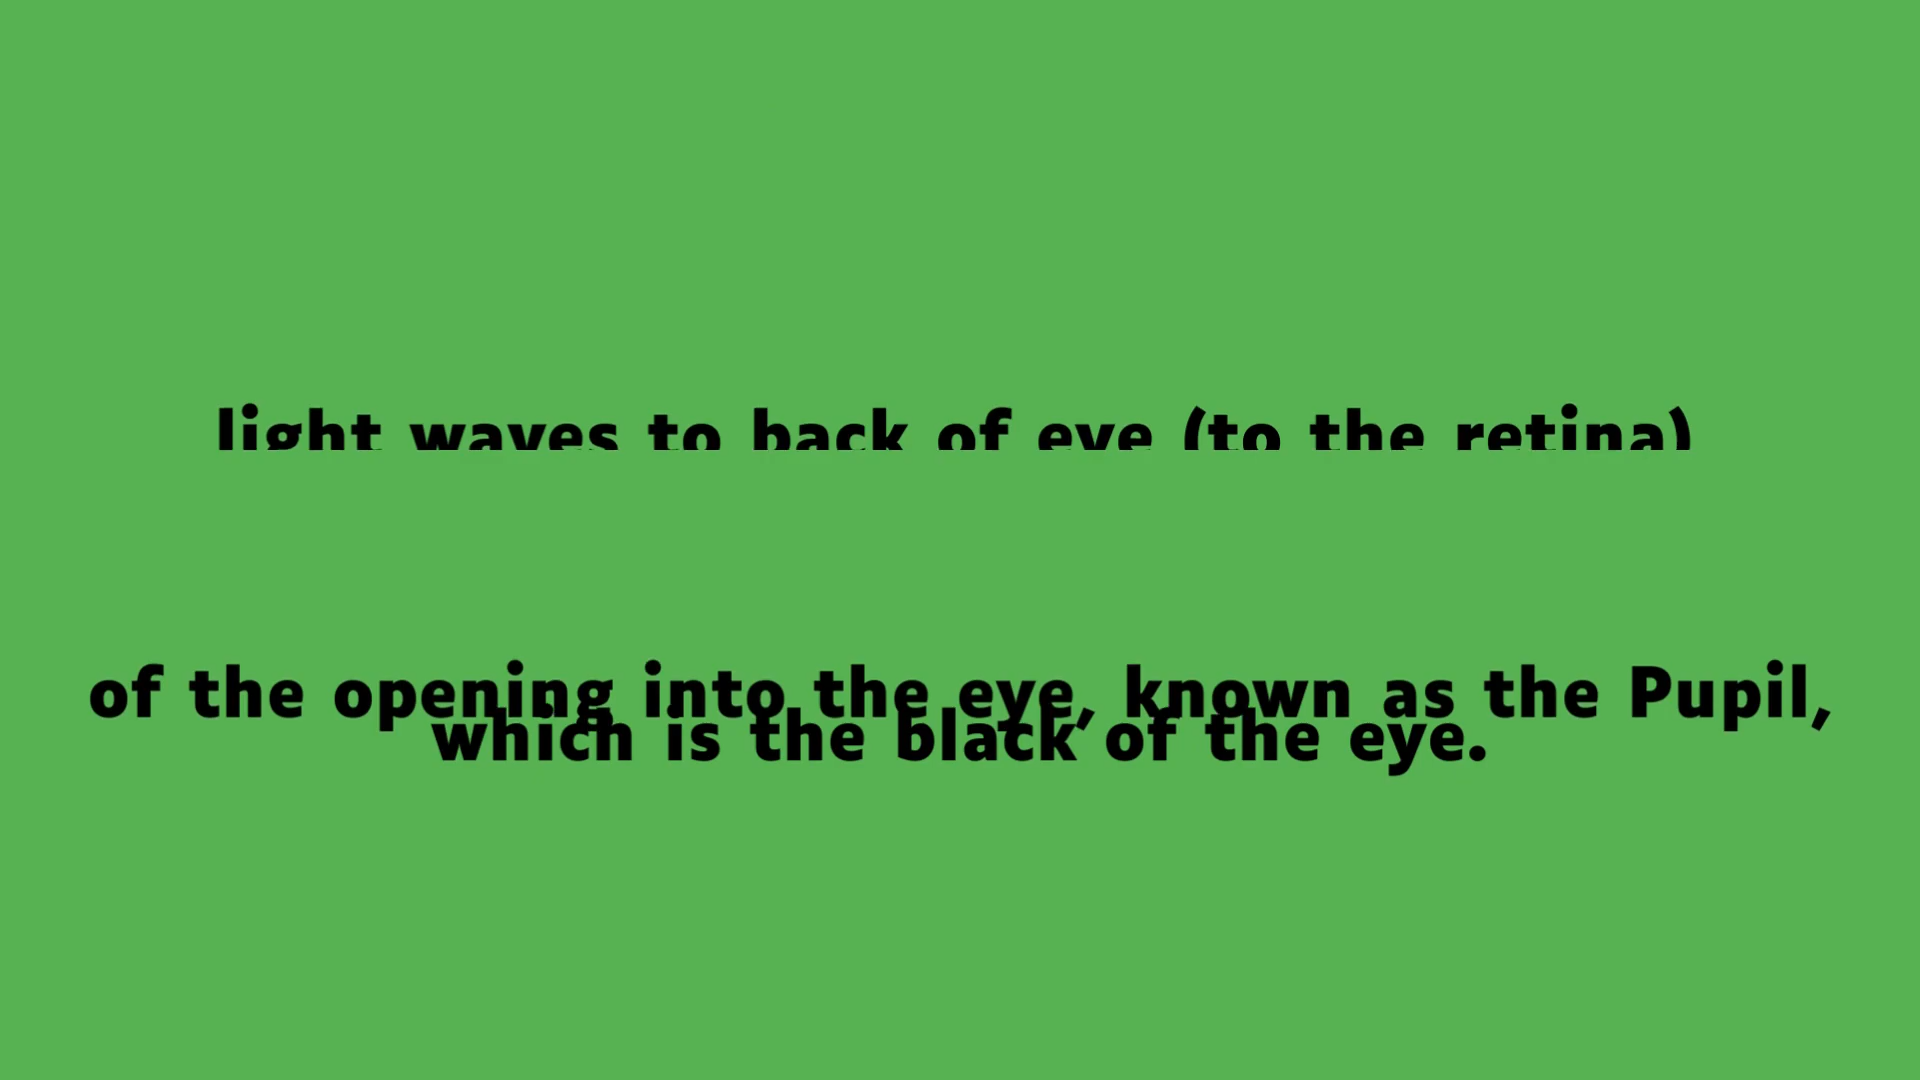 light waves to back of eye (to the retina)
of the opening into the eye, known as the Pupil,
which is the black of the eye.